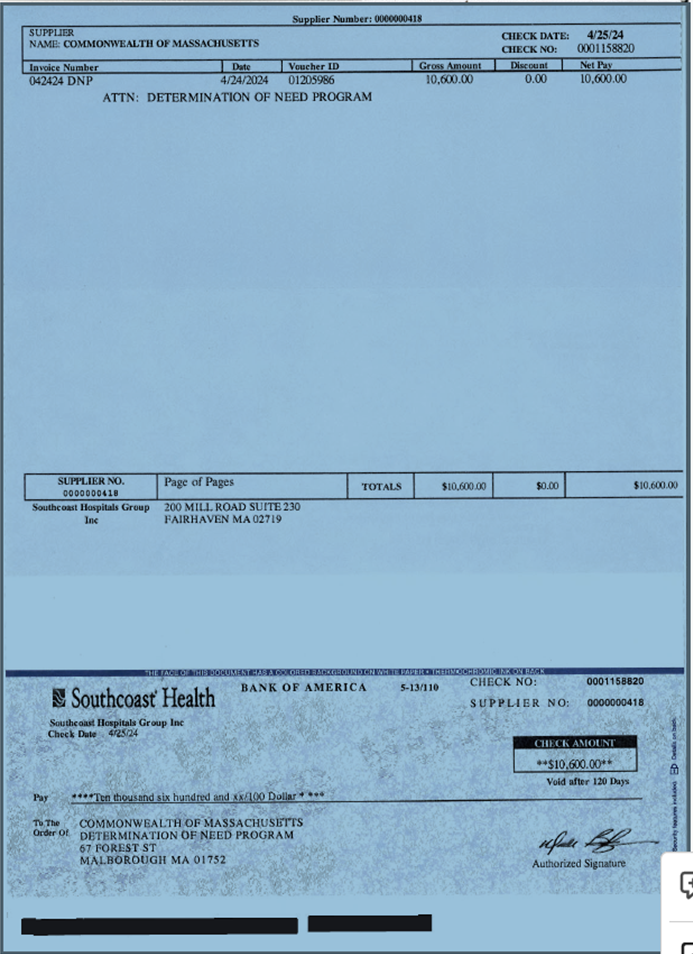 Supplier Number: 0000000418
SUPPLIER
NAME: COMMONWEALTH OF MASSACHUSETTS
CHECK DATE: 4/25/24
CHECK NO: 0001158820
Invoice Number Date Voucher ID Gross Amount Discount Net Pay
042424 DNP 4/24/2024 01205986 10,600.00 0.00 10,600.00
ATTN: DETERMINATION OF NEED PROGRAM
SUPPLIER NO. Page of Pages TOTALS $10,600.00 $0.00 $10,600.00
0000000418
Southcoast Hospitals Group 200 MILL ROAD SUITE 230
Inc FAIRHAVEN MA 02719
THE FACE OF THIS DOCUMENT HAS A COLORED BACKGROUND ON WHITE PAPER • THERMOCHROMIC INK ON BACK
Southcoast Health BANK OF AMERICA 5-13/110 CHECK NO: 0001158820
SUPPLIER NO: 0000000418
Southcoast Hospitals Group Inc
Check Date 4/25/24
CHECK AMOUNT
**$10,600.00**
Void after 120 Days
Pay ****Ten thousand six hundred and xx/100 Dollar * ***
To The COMMONWEALTH OF MASSACHUSETTS
Order Of DETERMINATION OF NEED PROGRAM
67 FOREST ST
MALBOROUGH MA 01752
Authorized Signature
Security features included. Details on back.